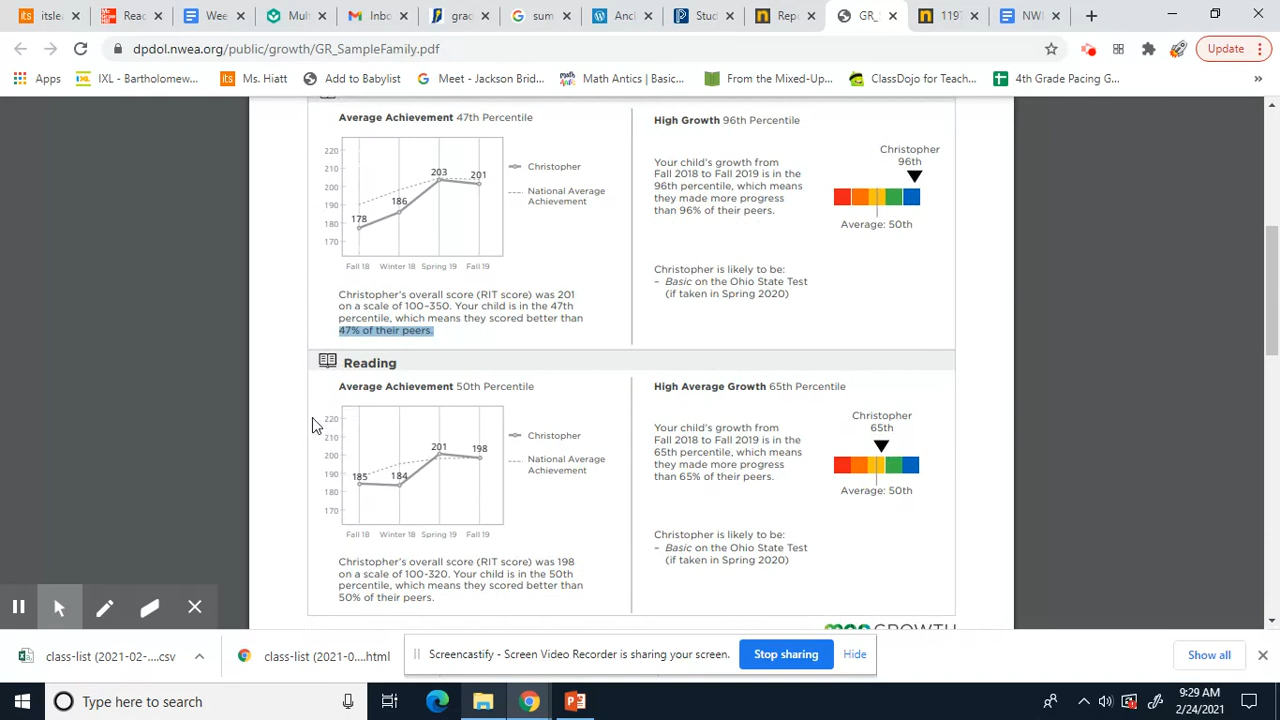 itsle
Read
Wee
Mult
Inbo
grac
sum
Anc
Stud
Rep
GR_
119T
NWE
dpdol.nwea.org/public/growth/GR_SampleFamily.pdf
Update
Apps
IXL - Bartholomew...
Ms. Hiatt
Add to Babylist
Meet - Jackson Brid...
Math Antics | Basic...
From the Mixed-Up...
ClassDojo for Teach...
4th Grade Pacing G...
»
Average Achievement 47th Percentile
220
210
200
190
180
170
178
186
203
201
Fall 18 Winter 18 Spring 19 Fall 19
Christopher
National Average
Achievement
Christopher's overall score (RIT score) was 201
on a scale of 100–350. Your child is in the 47th
percentile, which means they scored better than
47% of their peers.
High Growth 96th Percentile
Your child's growth from
Fall 2018 to Fall 2019 is in the
96th percentile, which means
they made more progress
than 96% of their peers.
Christopher
96th
Average: 50th
Christopher is likely to be:
– Basic on the Ohio State Test
(if taken in Spring 2020)
Reading
Average Achievement 50th Percentile
220
210
200
190
180
170
185
184
201
198
Fall 18 Winter 18 Spring 19 Fall 19
Christopher
National Average
Achievement
Christopher's overall score (RIT score) was 198
on a scale of 100-320. Your child is in the 50th
percentile, which means they scored better than
50% of their peers.
High Average Growth 65th Percentile
Your child's growth from
Fall 2018 to Fall 2019 is in the
65th percentile, which means
they made more progress
than 65% of their peers.
Christopher
65th
Average: 50th
Christopher is likely to be:
– Basic on the Ohio State Test
(if taken in Spring 2020)
GROWTH
class-list (2021-02-....csv
class-list (2021-0....html
Screencastify - Screen Video Recorder is sharing your screen.
Stop sharing
Hide
Show all
Type here to search
9:29 AM
2/24/2021